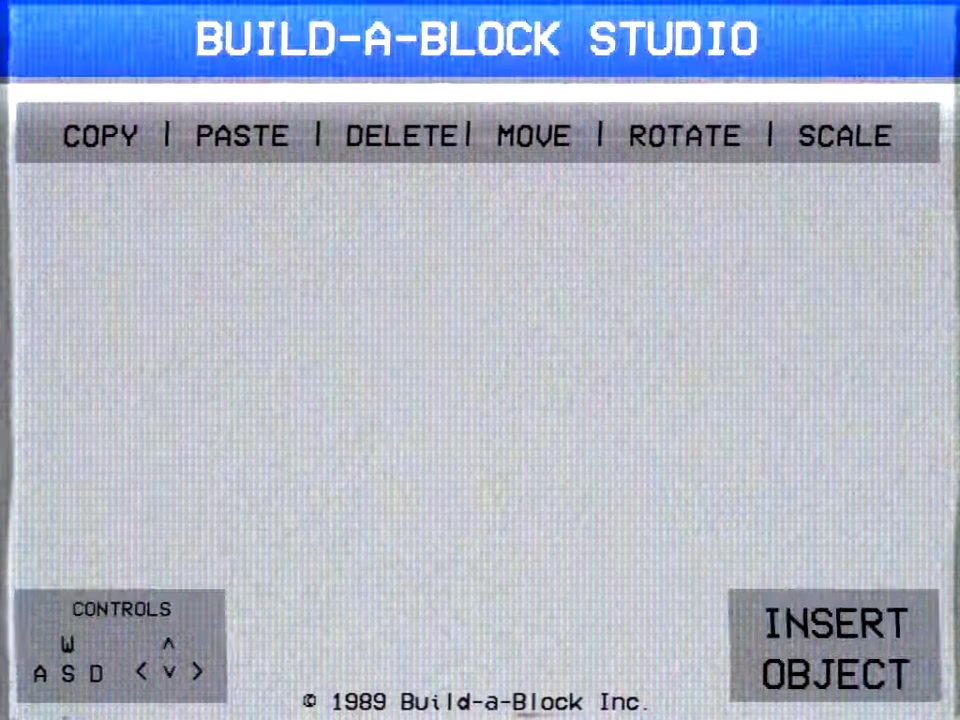 BUILD-A-BLOCK STUDIO
COPY | PASTE | DELETE| MOVE | ROTATE | SCALE
CONTROLS
W ^
A S D < v >
INSERT
OBJECT
© 1989 Build-a-Block Inc.